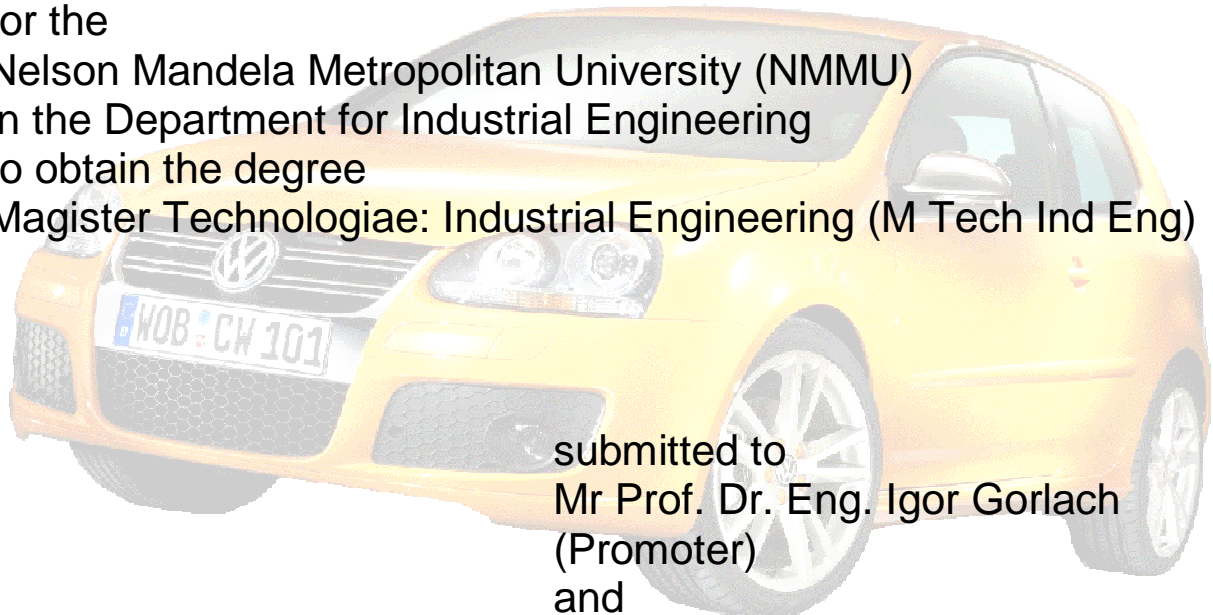 or the
Nelson Mandela Metropolitan University (NMMU)
n the Department for Industrial Engineering
o obtain the degree
Magister Technologiae: Industrial Engineering (M Tech Ind Eng)
WOB CW 101
submitted to
Mr Prof. Dr. Eng. Igor Gorlach
(Promoter)
and